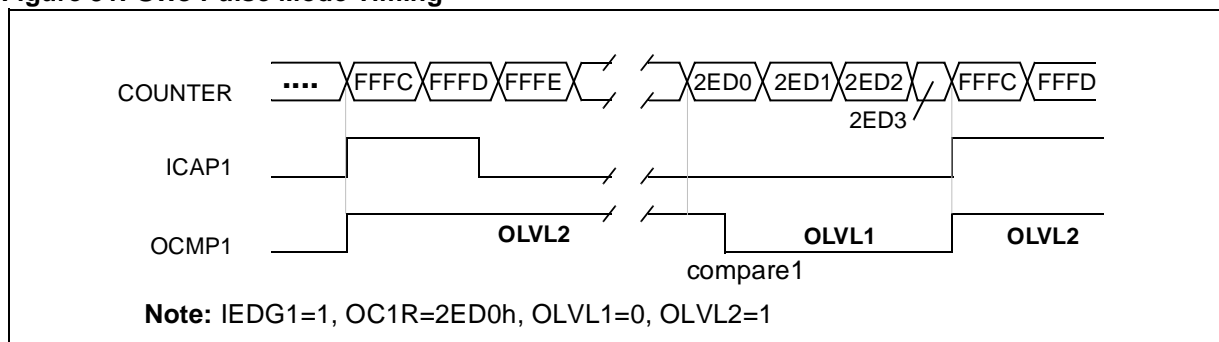 COUNTER .... FFFC FFFD FFFE 2ED0 2ED1 2ED2 FFFC FFFD
2ED3
ICAP1
OCMP1 OLVL2 OLVL1 OLVL2
compare1
Note: IEDG1=1, OC1R=2ED0h, OLVL1=0, OLVL2=1